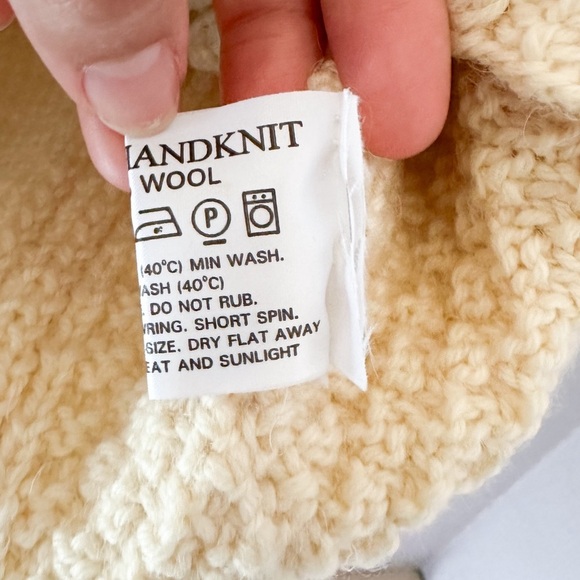 HANDKNIT
WOOL
P
(40°C) MIN WASH.
ASH (40°C)
. DO NOT RUB.
WRING. SHORT SPIN.
-SIZE. DRY FLAT AWAY
EAT AND SUNLIGHT